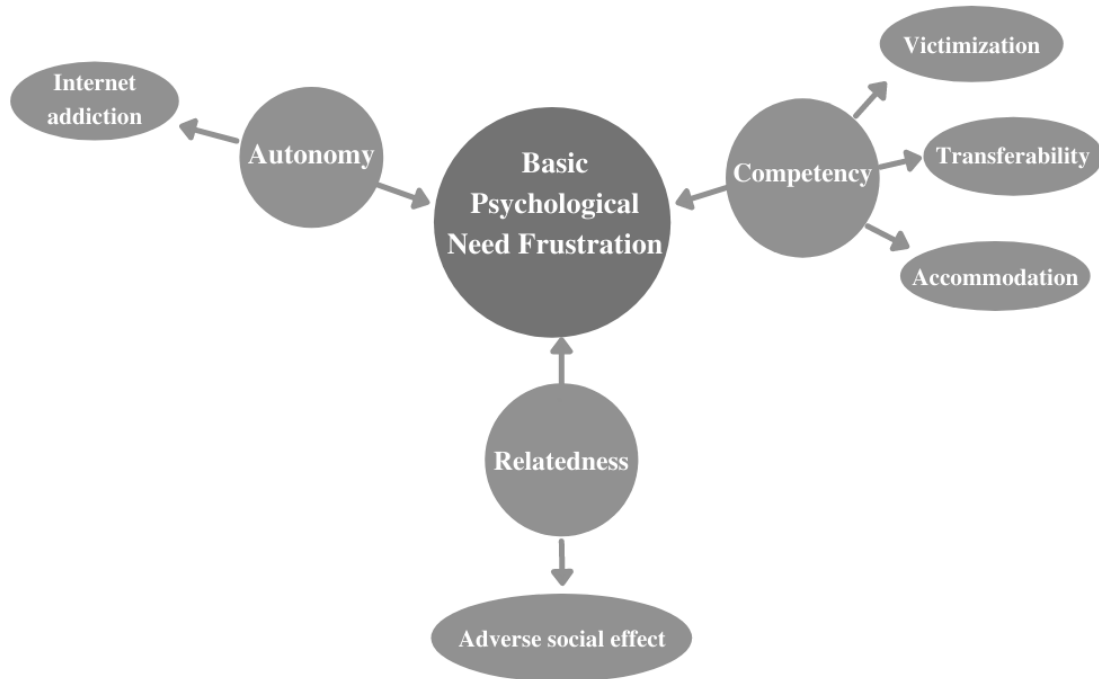 Internet
addiction
Autonomy
Basic
Psychological
Need Frustration
Competency
Victimization
Transferability
Accommodation
Relatedness
Adverse social effect